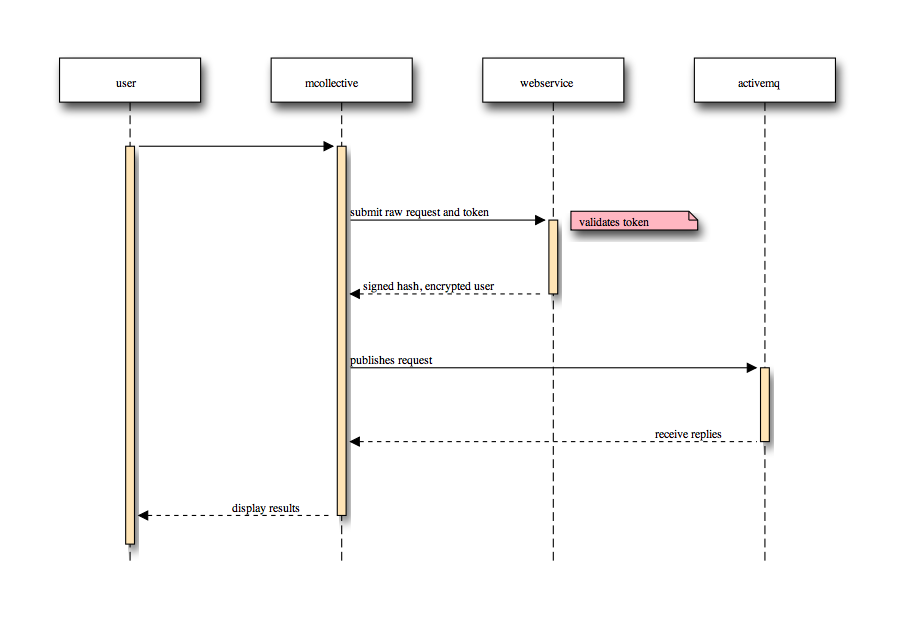 user
mcollective
webservice
activemq
submit raw request and token
validates token
signed hash, encrypted user
publishes request
receive replies
display results